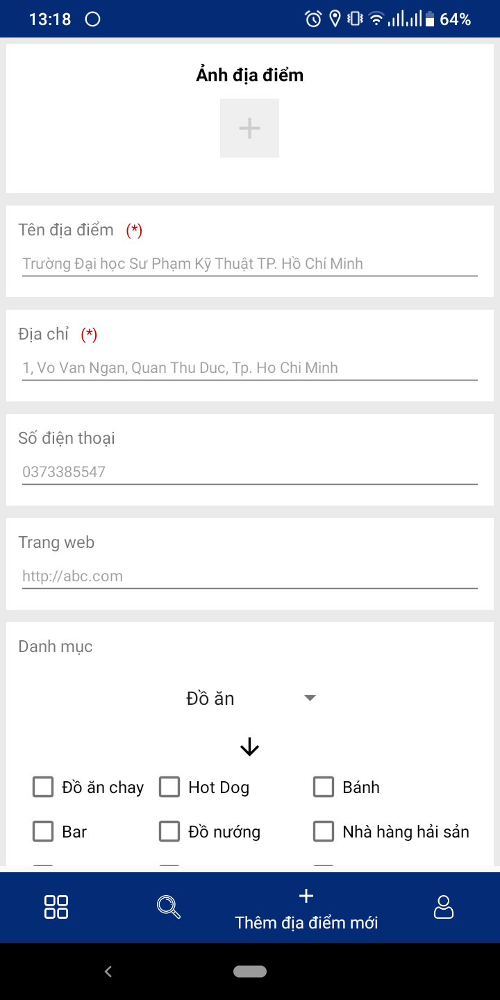 13:18 64%
Ảnh địa điểm
Tên địa điểm (*)
Trường Đại học Sư Phạm Kỹ Thuật TP. Hồ Chí Minh
Địa chỉ (*)
1, Vo Van Ngan, Quan Thu Duc, Tp. Ho Chi Minh
Số điện thoại
0373385547
Trang web
http://abc.com
Danh mục
Đồ ăn
Đồ ăn chay Hot Dog Bánh
Bar Đồ nướng Nhà hàng hải sản
Thêm địa điểm mới